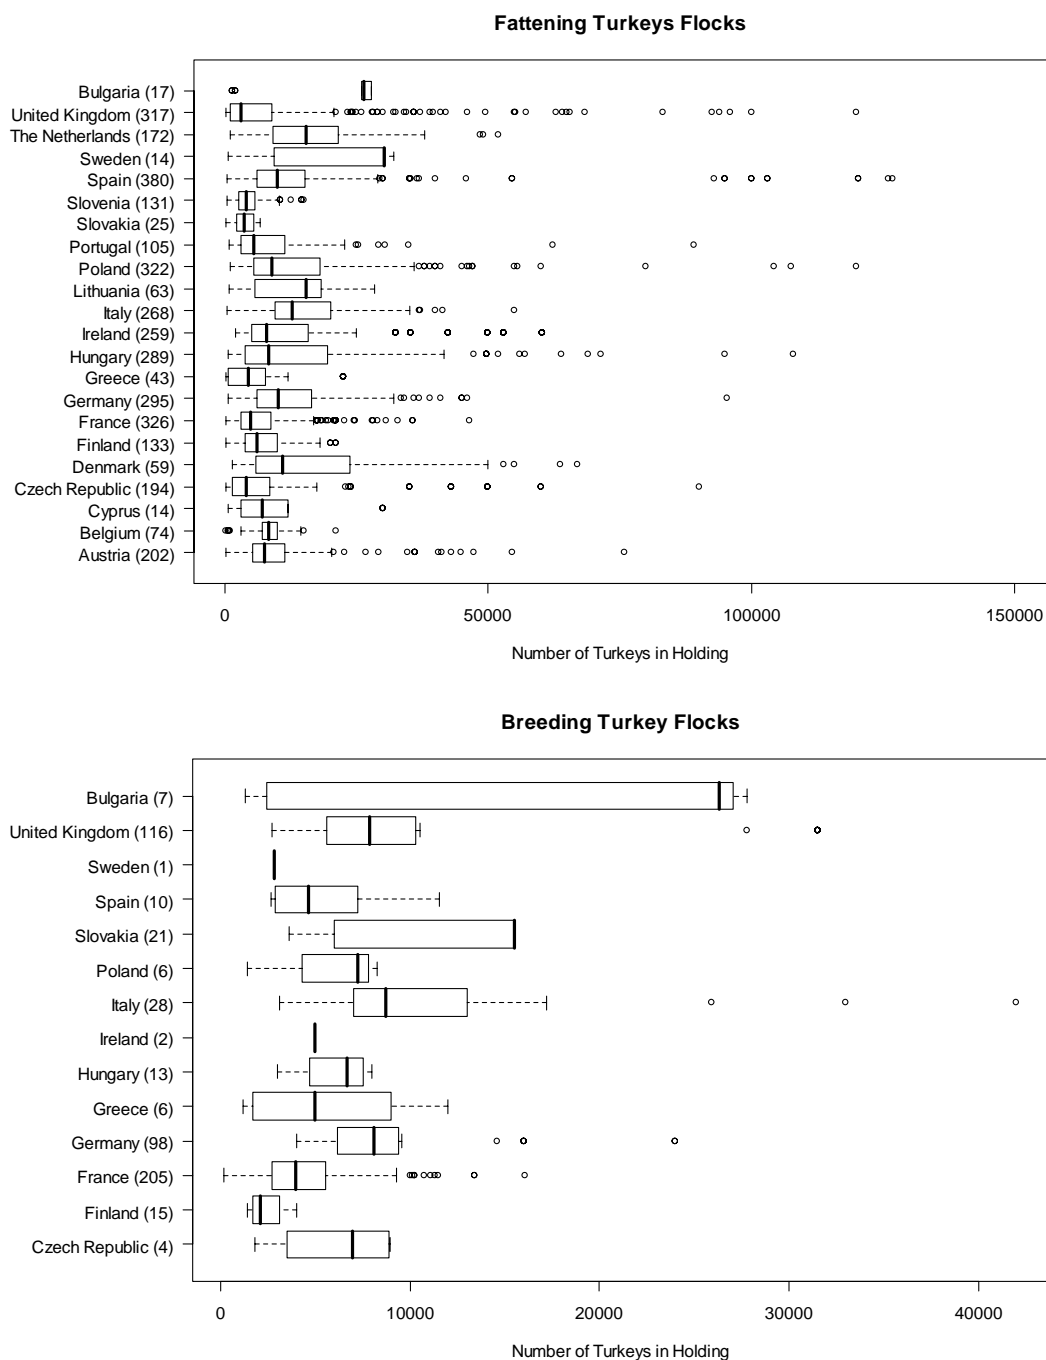 Fattening Turkeys Flocks
Bulgaria (17)
United Kingdom (317)
The Netherlands (172)
Sweden (14)
Spain (380)
Slovenia (131)
Slovakia (25)
Portugal (105)
Poland (322)
Lithuania (63)
Italy (268)
Ireland (259)
Hungary (289)
Greece (43)
Germany (295)
France (326)
Finland (133)
Denmark (59)
Czech Republic (194)
Cyprus (14)
Belgium (74)
Austria (202)
0 50000 100000 150000
Number of Turkeys in Holding
Breeding Turkey Flocks
Bulgaria (7)
United Kingdom (116)
Sweden (1)
Spain (10)
Slovakia (21)
Poland (6)
Italy (28)
Ireland (2)
Hungary (13)
Greece (6)
Germany (98)
France (205)
Finland (15)
Czech Republic (4)
0 10000 20000 30000 40000
Number of Turkeys in Holding